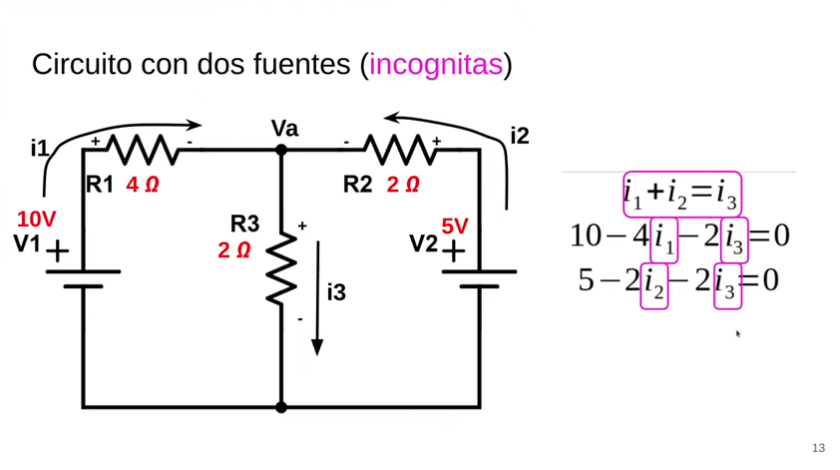 Circuito con dos fuentes (incognitas)
i1
+ -
Va
- +
i2
R1 4 Ω
R2 2 Ω
10V
V1 +
R3 +
2 Ω
5V
V2 +
i3
-
i₁+i₂=i₃
10−4i₁−2i₃=0
5−2i₂−2i₃=0
13